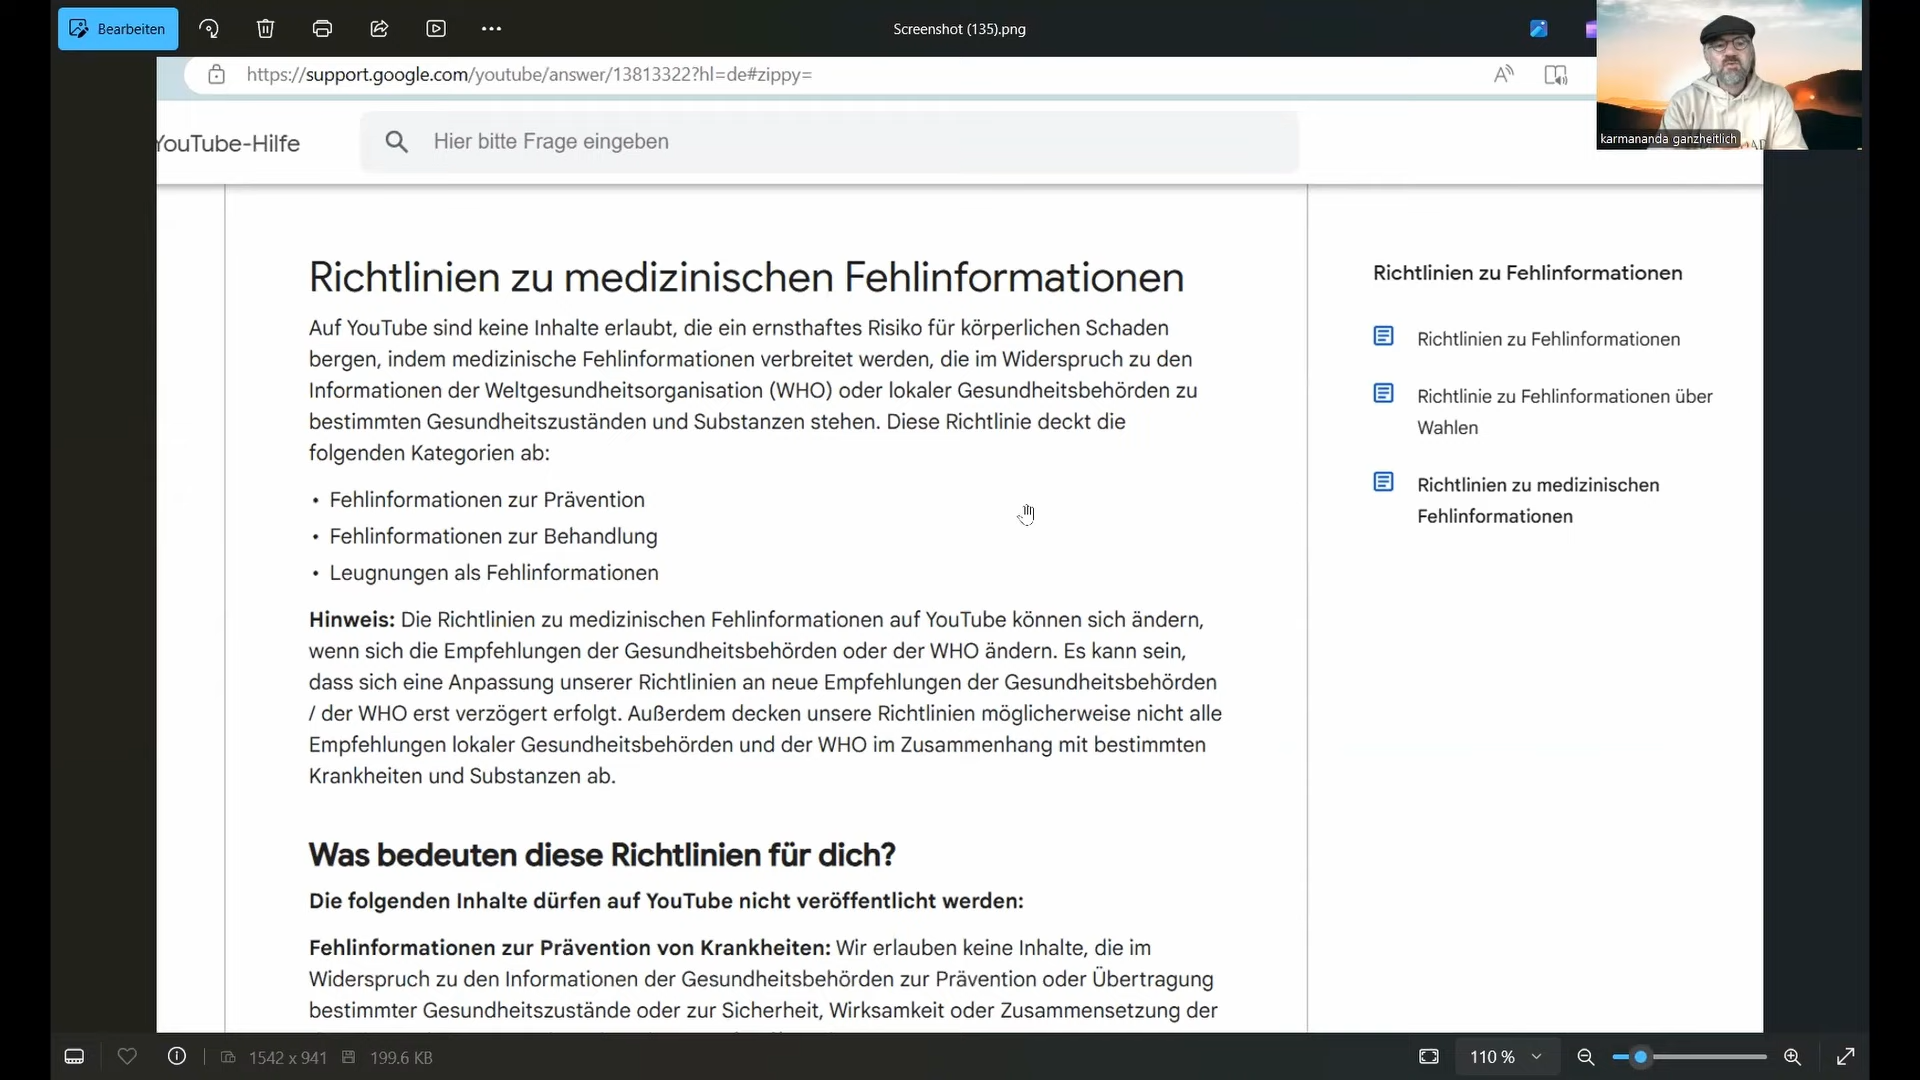 Bearbeiten
Screenshot (135).png
https://support.google.com/youtube/answer/13813322?hl=de#zippy=
karmananda ganzheitlich
YouTube-Hilfe
Hier bitte Frage eingeben
Richtlinien zu medizinischen Fehlinformationen
Auf YouTube sind keine Inhalte erlaubt, die ein ernsthaftes Risiko für körperlichen Schaden
bergen, indem medizinische Fehlinformationen verbreitet werden, die im Widerspruch zu den
Informationen der Weltgesundheitsorganisation (WHO) oder lokaler Gesundheitsbehörden zu
bestimmten Gesundheitszuständen und Substanzen stehen. Diese Richtlinie deckt die
folgenden Kategorien ab:
• Fehlinformationen zur Prävention
• Fehlinformationen zur Behandlung
• Leugnungen als Fehlinformationen
Hinweis: Die Richtlinien zu medizinischen Fehlinformationen auf YouTube können sich ändern,
wenn sich die Empfehlungen der Gesundheitsbehörden oder der WHO ändern. Es kann sein,
dass sich eine Anpassung unserer Richtlinien an neue Empfehlungen der Gesundheitsbehörden
/ der WHO erst verzögert erfolgt. Außerdem decken unsere Richtlinien möglicherweise nicht alle
Empfehlungen lokaler Gesundheitsbehörden und der WHO im Zusammenhang mit bestimmten
Krankheiten und Substanzen ab.
Was bedeuten diese Richtlinien für dich?
Die folgenden Inhalte dürfen auf YouTube nicht veröffentlicht werden:
Fehlinformationen zur Prävention von Krankheiten: Wir erlauben keine Inhalte, die im
Widerspruch zu den Informationen der Gesundheitsbehörden zur Prävention oder Übertragung
bestimmter Gesundheitszustände oder zur Sicherheit, Wirksamkeit oder Zusammensetzung der
Richtlinien zu Fehlinformationen
Richtlinien zu Fehlinformationen
Richtlinie zu Fehlinformationen über
Wahlen
Richtlinien zu medizinischen
Fehlinformationen
1542 x 941
199.6 KB
110 %